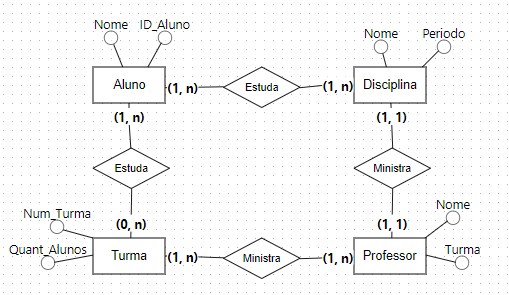 Nome ID_Aluno
Nome Periodo
Aluno (1, n) Estuda (1, n) Disciplina
(1, n) (1, 1)
Estuda Ministra
Num_Turma (0, n) (1, 1) Nome
Quant_Alunos Turma (1, n) Ministra (1, n) Professor Turma